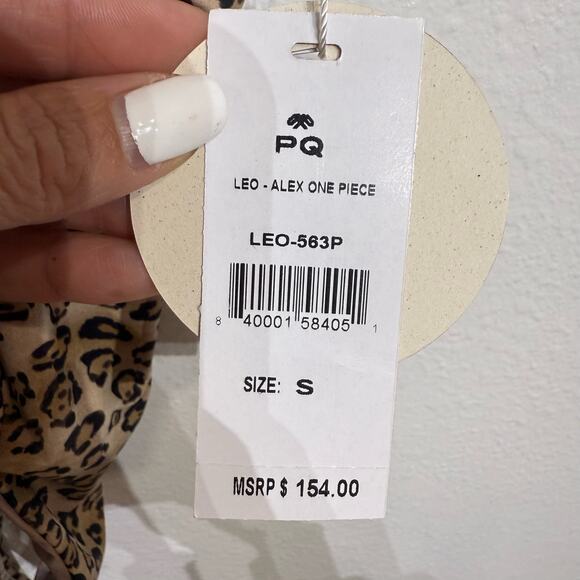 PQ
LEO - ALEX ONE PIECE
LEO-563P
8 40001 58405 1
SIZE: S
MSRP $ 154.00